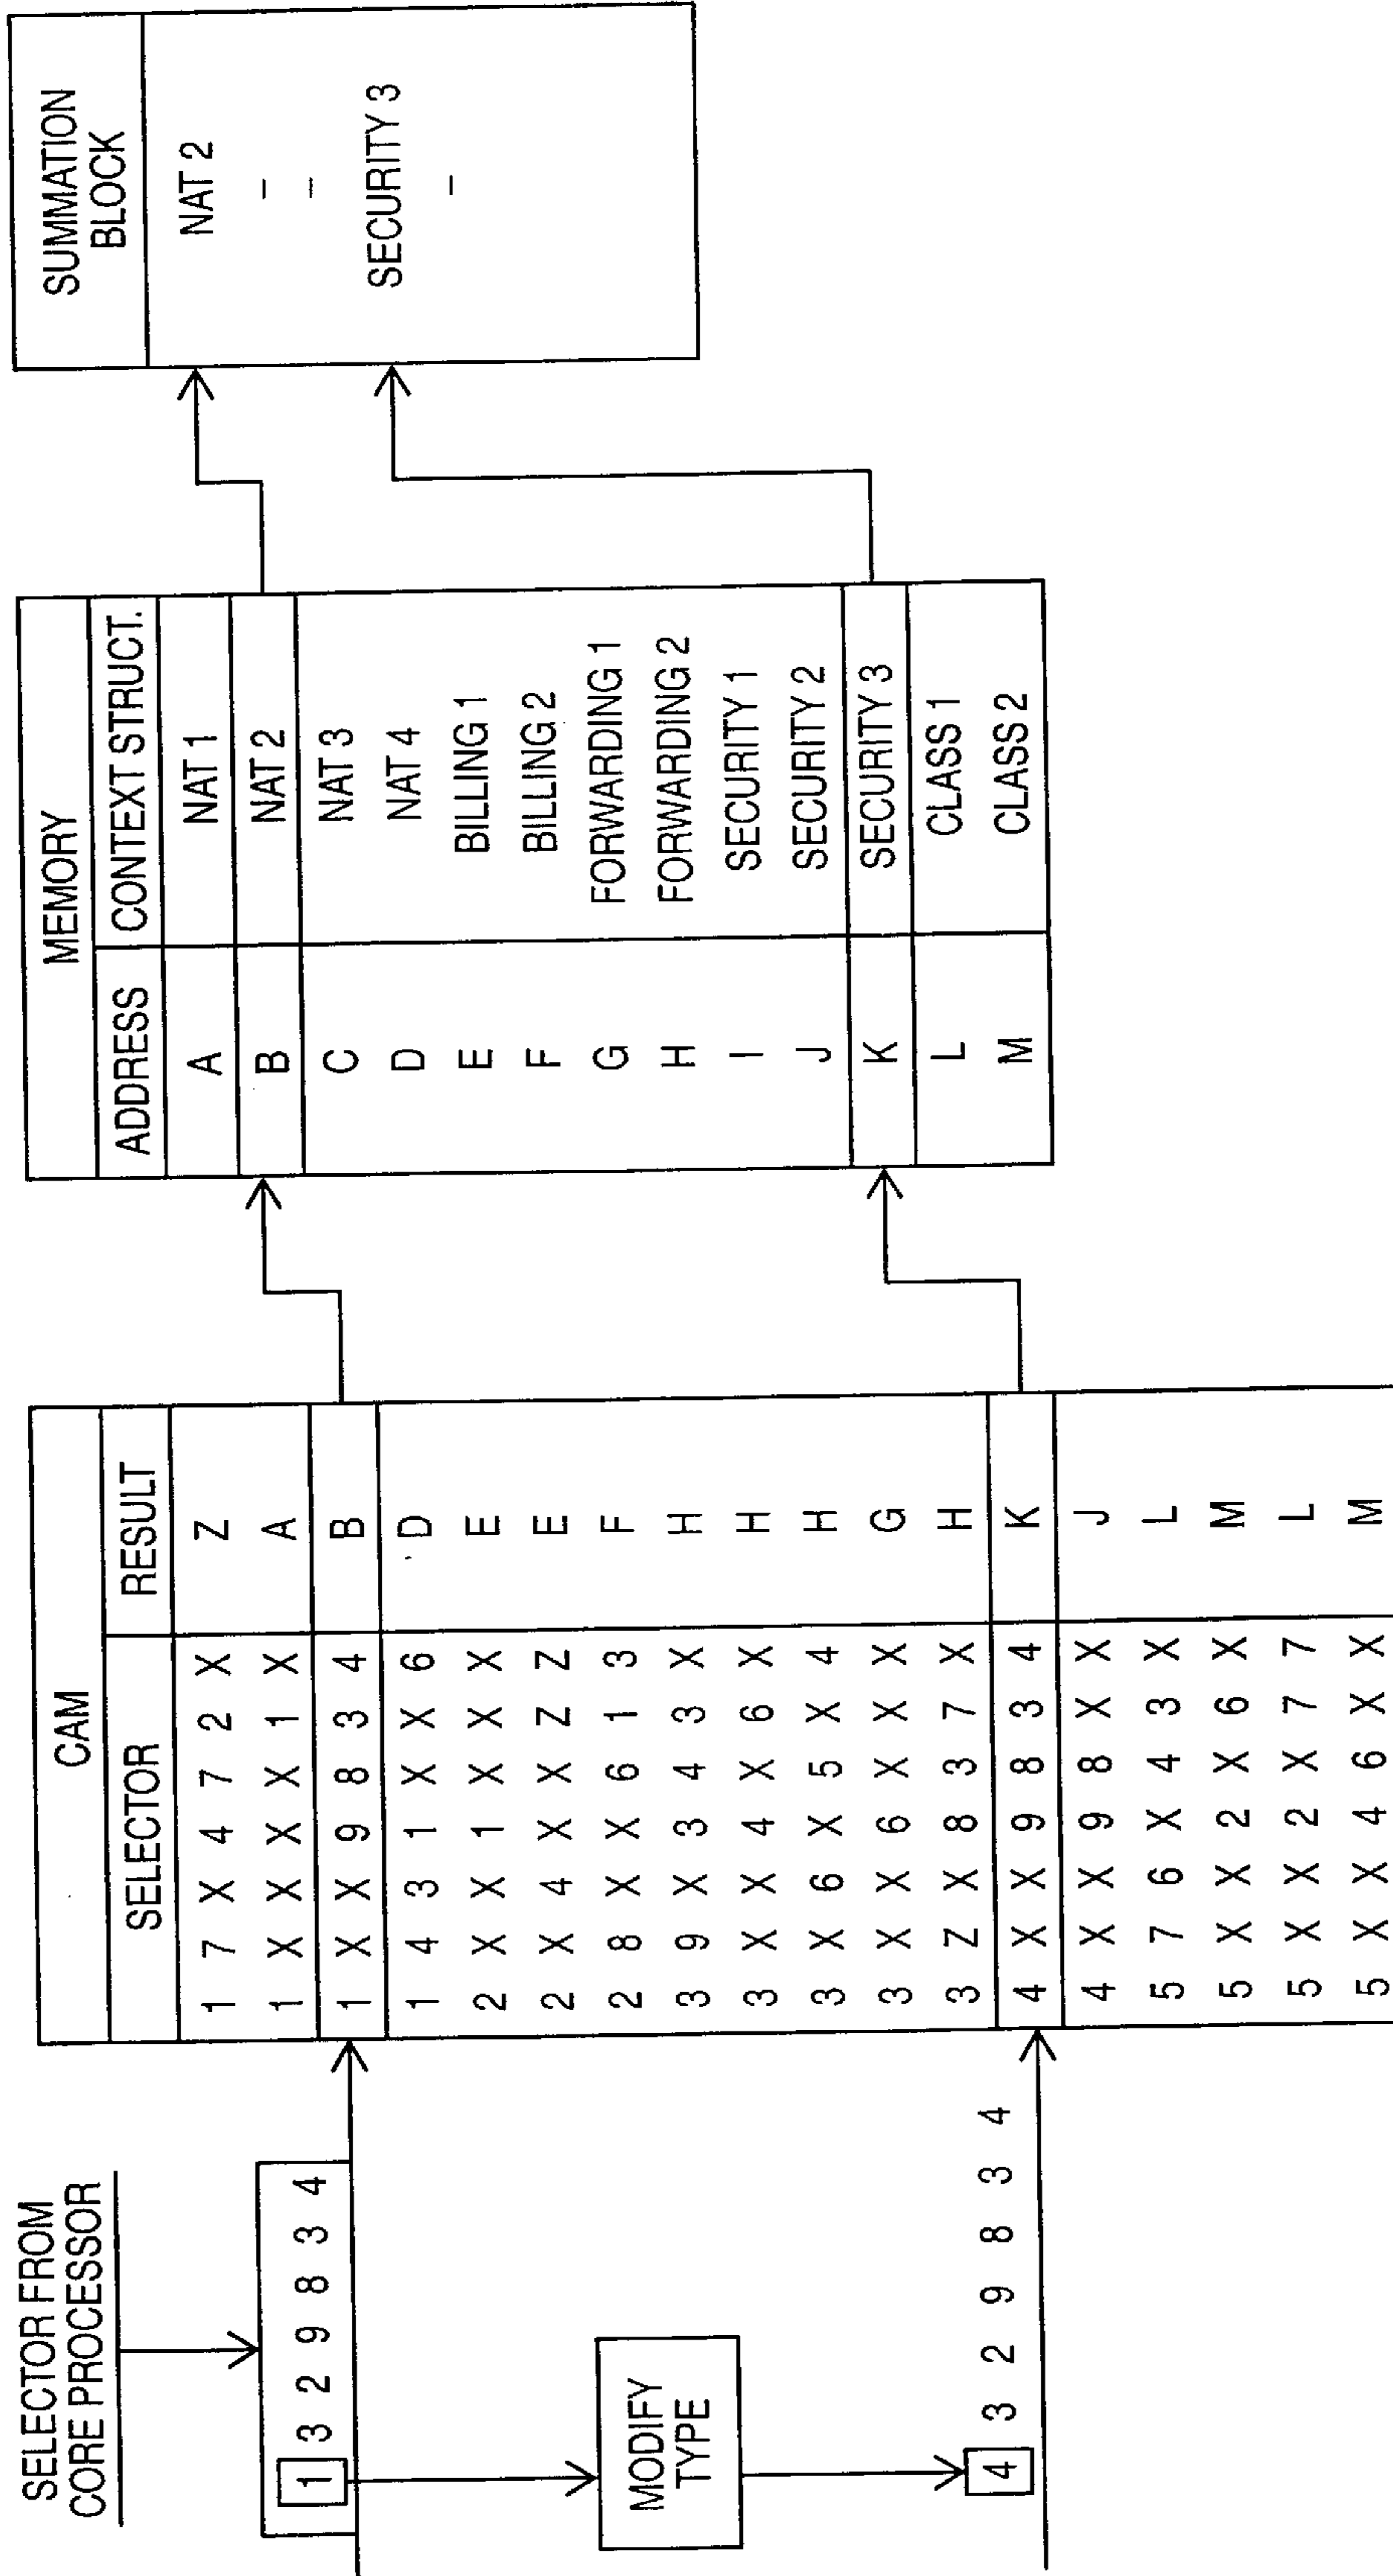 SELECTOR FROM
CORE PROCESSOR
1 3 2 9 8 3 4
MODIFY
TYPE
4 3 2 9 8 3 4
CAM
SELECTOR RESULT
1 7 X 4 7 2 X Z
1 X X X X 1 X A
1 X X 9 8 3 4 B
1 4 3 1 X X 6 D
2 X X 1 X X X E
2 X 4 X X Z Z E
2 8 X X 6 1 3 F
3 9 X 3 4 3 X H
3 X X 4 X 6 X H
3 X 6 X 5 X 4 H
3 X X 6 X X X G
3 Z X 8 3 7 X H
4 X X 9 8 3 4 K
4 X X 9 8 X X J
5 7 6 X 4 3 X L
5 X X 2 X 6 X M
5 X X 2 X 7 7 L
5 X X 4 6 X X M
MEMORY
ADDRESS CONTEXT STRUCT.
A NAT 1
B NAT 2
C NAT 3
D NAT 4
E BILLING 1
F BILLING 2
G FORWARDING 1
H FORWARDING 2
I SECURITY 1
J SECURITY 2
K SECURITY 3
L CLASS 1
M CLASS 2
SUMMATION
BLOCK
NAT 2
–
–
SECURITY 3
–